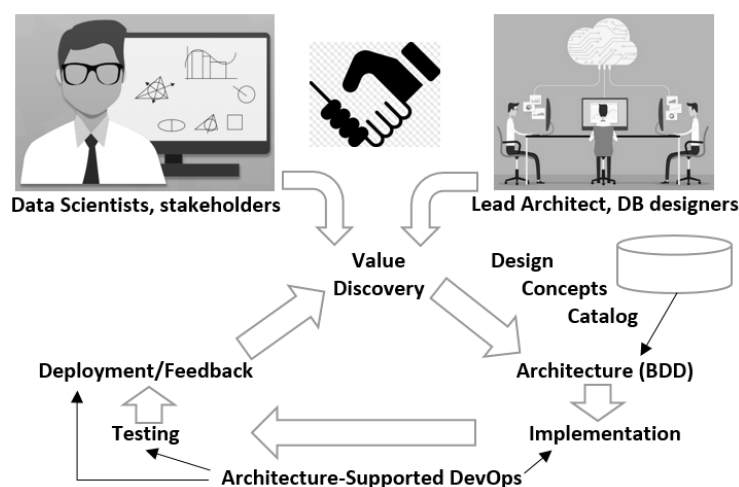 Data Scientists, stakeholders
Lead Architect, DB designers
Value
Discovery
Design
Concepts
Catalog
Deployment/Feedback
Architecture (BDD)
Testing
Implementation
Architecture-Supported DevOps